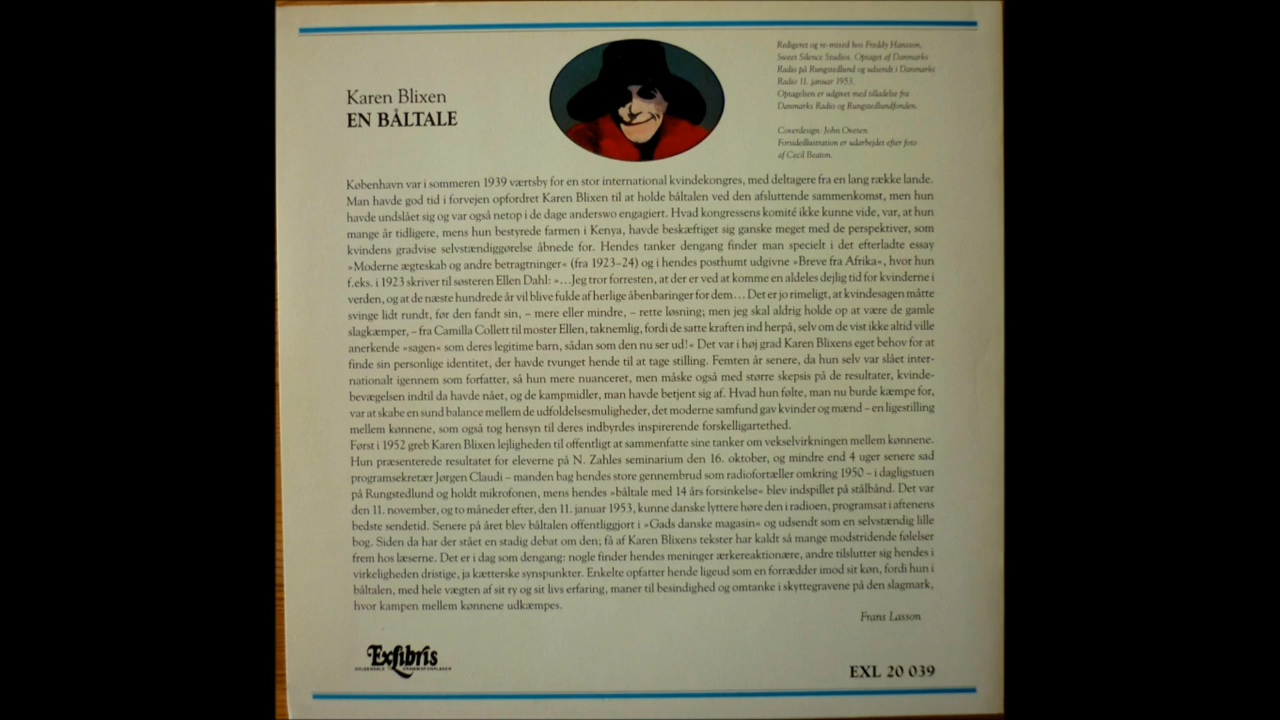 Karen Blixen
EN BÅLTALE
Redigeret og re-mixed hos Freddy Hansson,
Sweet Silence Studios. Optaget af Danmarks
Radio på Rungstedlund og udsendt i Danmarks
Radio 11. januar 1953.
Optagelsen er udgivet med tilladelse fra
Danmarks Radio og Rungstedlundfonden.
Coverdesign: John Ovesen
Forsideillustration er udarbejdet efter foto
af Cecil Beaton.
København var i sommeren 1939 værtsby for en stor international kvindekongres, med deltagere fra en lang række lande.
Man havde god tid i forvejen opfordret Karen Blixen til at holde båltalen ved den afsluttende sammenkomst, men hun
havde undslået sig og var også netop i de dage anderswo engagiert. Hvad kongressens komité ikke kunne vide, var, at hun
mange år tidligere, mens hun bestyrede farmen i Kenya, havde beskæftiget sig ganske meget med de perspektiver, som
kvindens gradvise selvstændiggørelse åbnede for. Hendes tanker dengang finder man specielt i det efterladte essay
»Moderne ægteskab og andre betragtninger« (fra 1923–24) og i hendes posthumt udgivne »Breve fra Afrika«, hvor hun
f.eks. i 1923 skriver til søsteren Ellen Dahl: »…Jeg tror forresten, at der er ved at komme en aldeles dejlig tid for kvinderne i
verden, og at de næste hundrede år vil blive fulde af herlige åbenbaringer for dem… Det er jo rimeligt, at kvindesagen måtte
svinge lidt rundt, før den fandt sin, – mere eller mindre, – rette løsning; men jeg skal aldrig holde op at være de gamle
slagkæmper, – fra Camilla Collett til moster Ellen, taknemlig, fordi de satte kraften ind herpå, selv om de vist ikke altid ville
anerkende »sagen« som deres legitime barn, sådan som den nu ser ud!« Det var i høj grad Karen Blixens eget behov for at
finde sin personlige identitet, der havde tvunget hende til at tage stilling. Femten år senere, da hun selv var slået inter-
nationalt igennem som forfatter, så hun mere nuanceret, men måske også med større skepsis på de resultater, kvinde-
bevægelsen indtil da havde nået, og de kampmidler, man havde betjent sig af. Hvad hun følte, man nu burde kæmpe for,
var at skabe en sund balance mellem de udfoldelsesmuligheder, det moderne samfund gav kvinder og mænd – en ligestilling
mellem kønnene, som også tog hensyn til deres indbyrdes inspirerende forskelligartethed.
Først i 1952 greb Karen Blixen lejligheden til offentligt at sammenfatte sine tanker om vekselvirkningen mellem kønnene.
Hun præsenterede resultatet for eleverne på N. Zahles seminarium den 16. oktober, og mindre end 4 uger senere sad
programsekretær Jørgen Claudi – manden bag hendes store gennembrud som radiofortæller omkring 1950 – i dagligstuen
på Rungstedlund og holdt mikrofonen, mens hendes »båltale med 14 års forsinkelse« blev indspillet på stålbånd. Det var
den 11. november, og to måneder efter, den 11. januar 1953, kunne danske lyttere høre den i radioen, programsat i aftenens
bedste sendetid. Senere på året blev båltalen offentliggjort i »Gads danske magasin« og udsendt som en selvstændig lille
bog. Siden da har der stået en stadig debat om den; få af Karen Blixens tekster har kaldt så mange modstridende følelser
frem hos læserne. Det er i dag som dengang: nogle finder hendes meninger ærkereaktionære, andre tilslutter sig hendes i
virkeligheden dristige, ja kætterske synspunkter. Enkelte opfatter hende ligeud som en forrædder imod sit køn, fordi hun i
båltalen, med hele vægten af sit ry og sit livs erfaring, maner til besindighed og omtanke i skyttegravene på den slagmark,
hvor kampen mellem kønnene udkæmpes.
Frans Lasson
Exlibris
GYLDENDALS GRAMMOFONPLADER
EXL 20 039